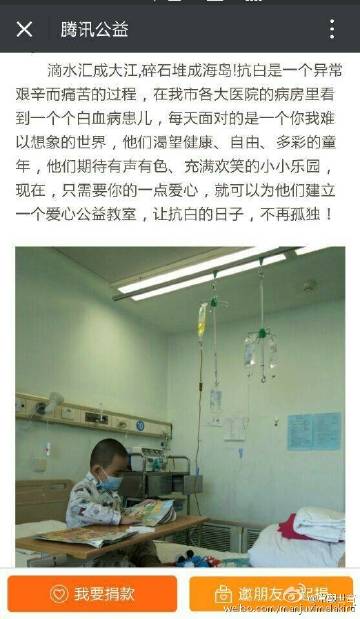 腾讯公益
滴水汇成大江,碎石堆成海岛!抗白是一个异常
艰辛而痛苦的过程，在我市各大医院的病房里看
到一个个白血病患儿，每天面对的是一个你我难
以想象的世界，他们渴望健康、自由、多彩的童
年，他们期待有声有色、充满欢笑的小小乐园，
现在，只需要你的一点爱心，就可以为他们建立
一个爱心公益教室，让抗白的日子，不再孤独！
我要捐款
邀朋友一起捐